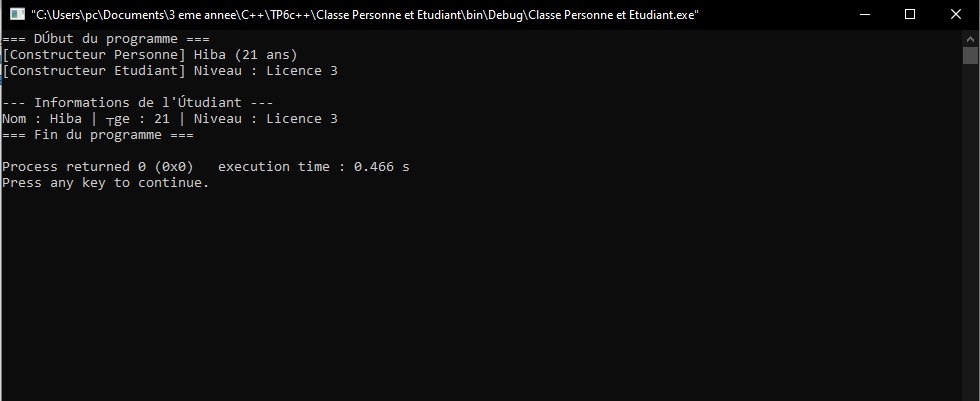 "C:\Users\pc\Documents\3 eme annee\C++\TP6c++\Classe Personne et Etudiant\bin\Debug\Classe Personne et Etudiant.exe"
=== DÚbut du programme ===
[Constructeur Personne] Hiba (21 ans)
[Constructeur Etudiant] Niveau : Licence 3
--- Informations de l'Útudiant ---
Nom : Hiba | ┬ge : 21 | Niveau : Licence 3
=== Fin du programme ===
Process returned 0 (0x0)   execution time : 0.466 s
Press any key to continue.